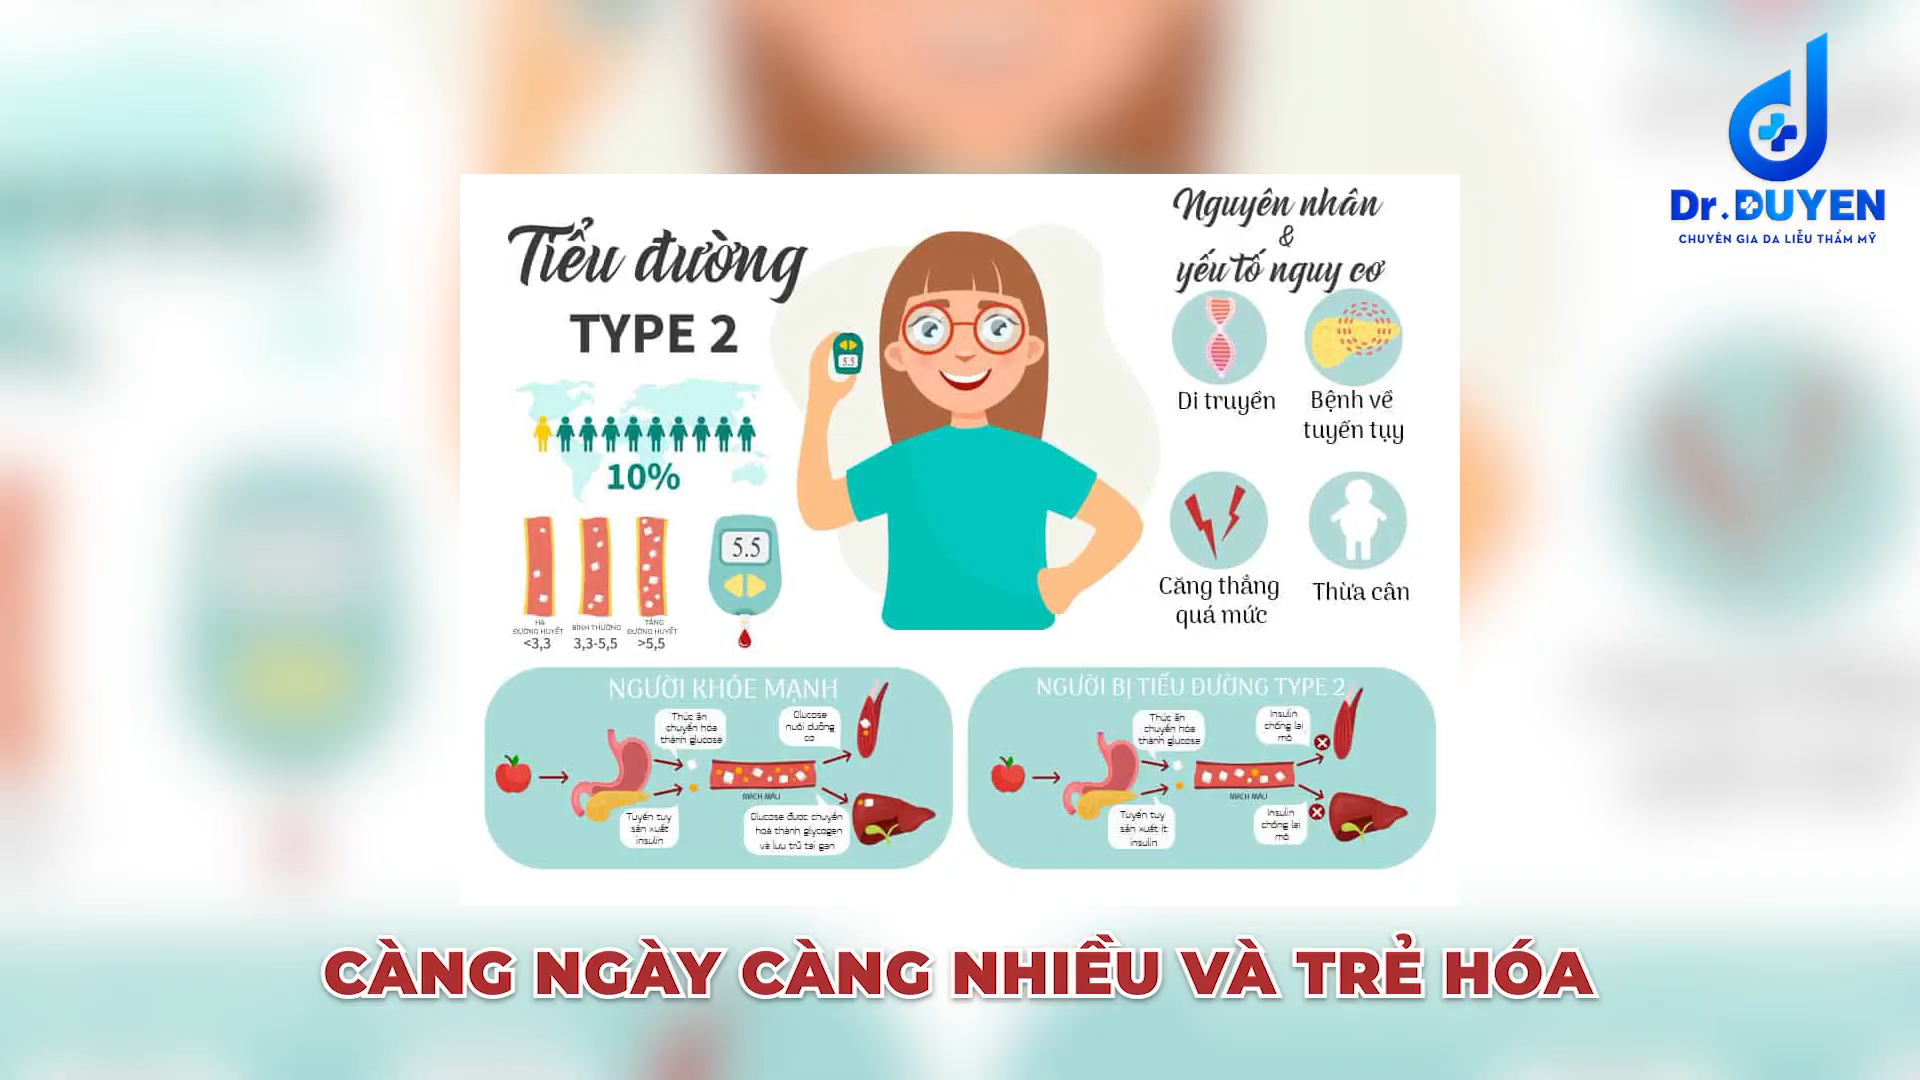 Dr.DUYEN
CHUYÊN GIA DA LIỄU THẨM MỸ
Tiểu đường
TYPE 2
10%
HẠ
ĐƯỜNG HUYẾT
<3,3
BÌNH THƯỜNG
3,3-5,5
TĂNG
ĐƯỜNG HUYẾT
>5,5
5.5
5.5
Nguyên nhân
&
yếu tố nguy cơ
Di truyền
Bệnh về
tuyến tụy
Căng thẳng
quá mức
Thừa cân
NGƯỜI KHỎE MẠNH
Thức ăn
chuyển hóa
thành glucose
Glucose
nuôi dưỡng
cơ
MẠCH MÁU
Tuyến tụy
sản xuất
insulin
Glucose được chuyển
hoá thành glycogen
và lưu trữ tại gan
NGƯỜI BỊ TIỂU ĐƯỜNG TYPE 2
Thức ăn
chuyển hóa
thành glucose
Insulin
chống lại
mô
MẠCH MÁU
Tuyến tụy
sản xuất ít
insulin
Insulin
chống lại
mô
CÀNG NGÀY CÀNG NHIỀU VÀ TRẺ HÓA